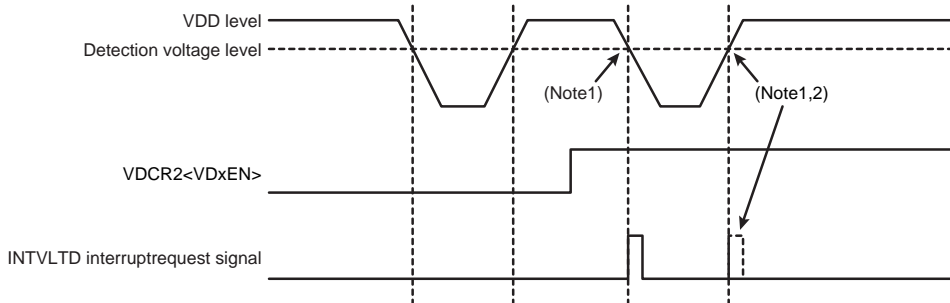 VDD level
Detection voltage level
(Note1)
(Note1,2)
VDCR2<VDxEN>
INTVLTD interruptrequest signal